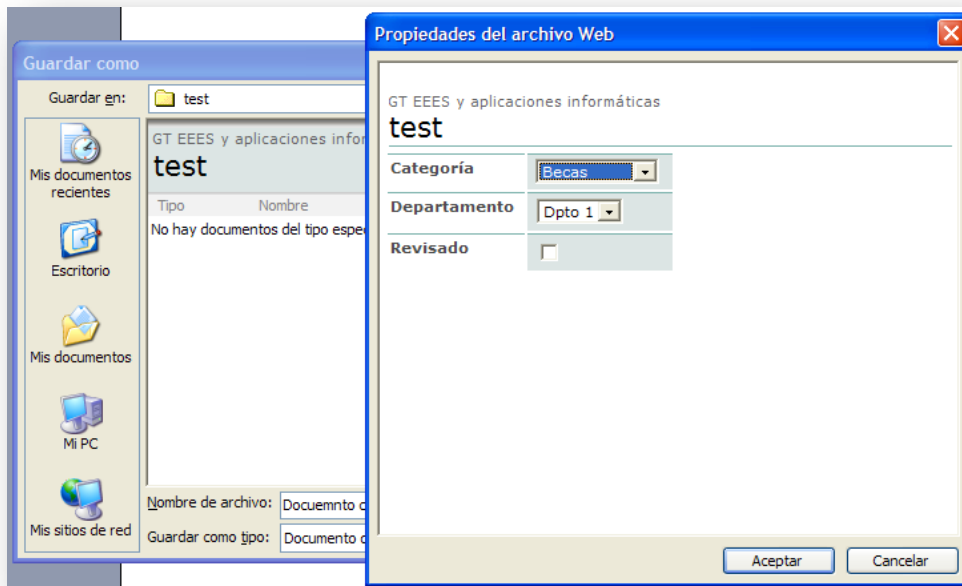 Guardar como
Guardar en:
test
GT EEES y aplicaciones infor
test
Tipo Nombre
No hay documentos del tipo espe
Mis documentos
recientes
Escritorio
Mis documentos
Mi PC
Mis sitios de red
Nombre de archivo: Docuemnto
Guardar como tipo: Documento
Propiedades del archivo Web
GT EEES y aplicaciones informáticas
test
Categoría Becas
Departamento Dpto 1
Revisado
Aceptar Cancelar